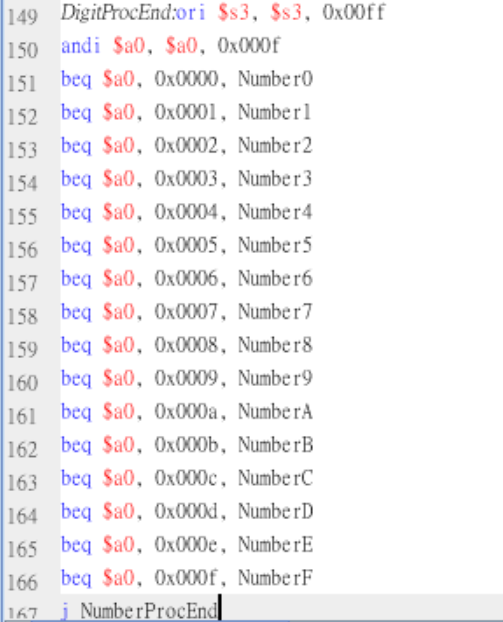 149 DigitProcEnd:ori $s3, $s3, 0x00ff
150 andi $a0, $a0, 0x000f
151 beq $a0, 0x0000, Number0
152 beq $a0, 0x0001, Number1
153 beq $a0, 0x0002, Number2
154 beq $a0, 0x0003, Number3
155 beq $a0, 0x0004, Number4
156 beq $a0, 0x0005, Number5
157 beq $a0, 0x0006, Number6
158 beq $a0, 0x0007, Number7
159 beq $a0, 0x0008, Number8
160 beq $a0, 0x0009, Number9
161 beq $a0, 0x000a, NumberA
162 beq $a0, 0x000b, NumberB
163 beq $a0, 0x000c, NumberC
164 beq $a0, 0x000d, NumberD
165 beq $a0, 0x000e, NumberE
166 beq $a0, 0x000f, NumberF
167 j NumberProcEnd